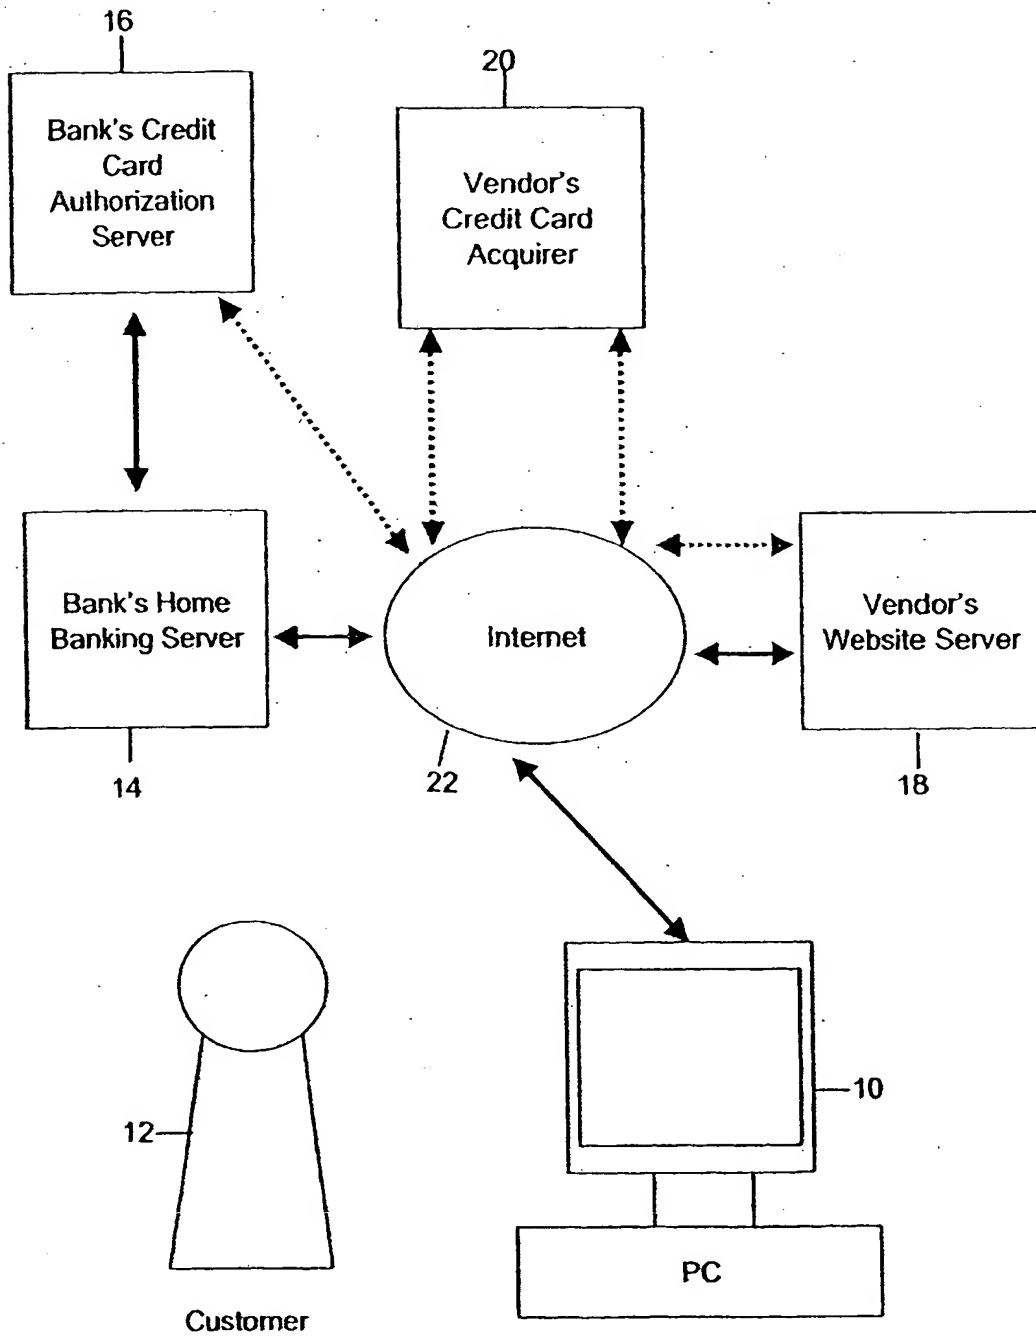 16
20
Bank's Credit
Card
Authorization
Server
Vendor's
Credit Card
Acquirer
Bank's Home
Banking Server
Internet
Vendor's
Website Server
14
22
18
12
10
PC
Customer